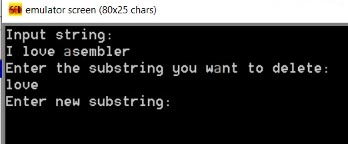 emulator screen (80x25 chars)
Input string:
I love asembler
Enter the substring you want to delete:
love
Enter new substring: